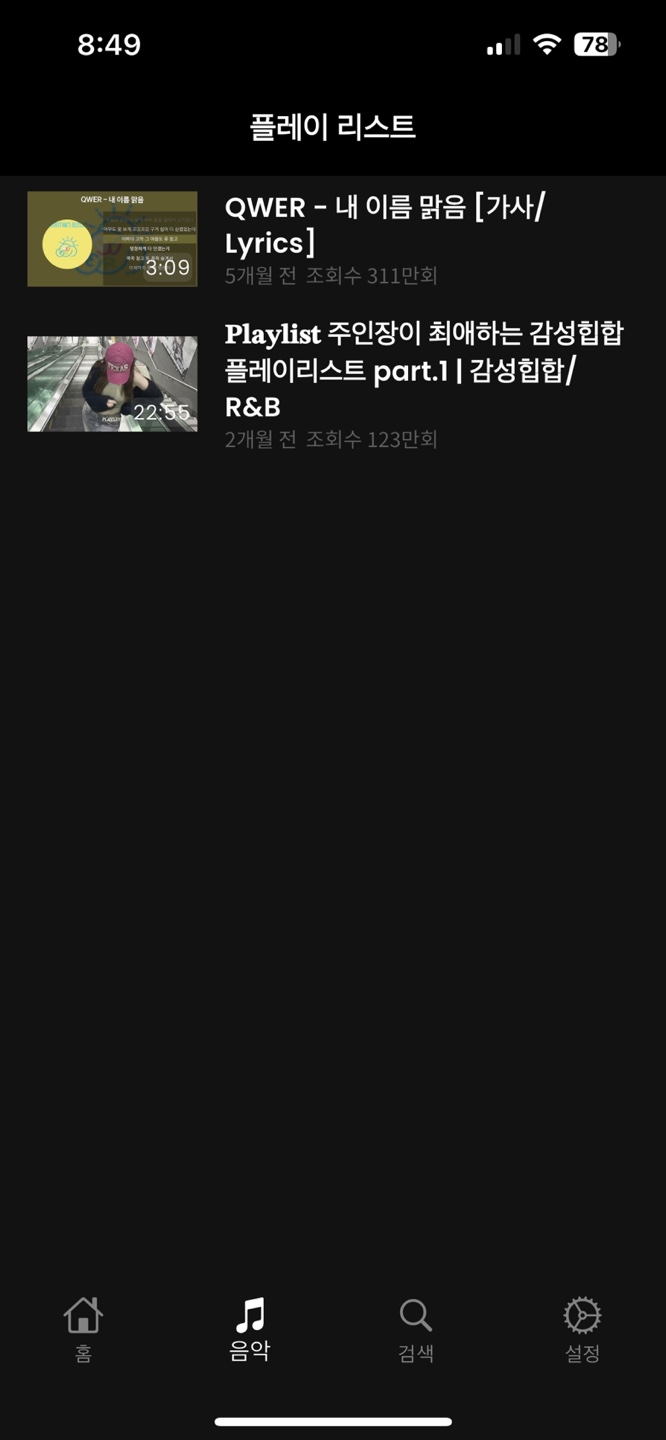 8:49
78
플레이 리스트
QWER - 내 이름 맑음
3:09
QWER - 내 이름 맑음 [가사/
Lyrics]
5개월 전 조회수 311만회
TEXAS
PLAYLIST
22:55
Playlist 주인장이 최애하는 감성힙합
플레이리스트 part.1 | 감성힙합/
R&B
2개월 전 조회수 123만회
홈
음악
검색
설정